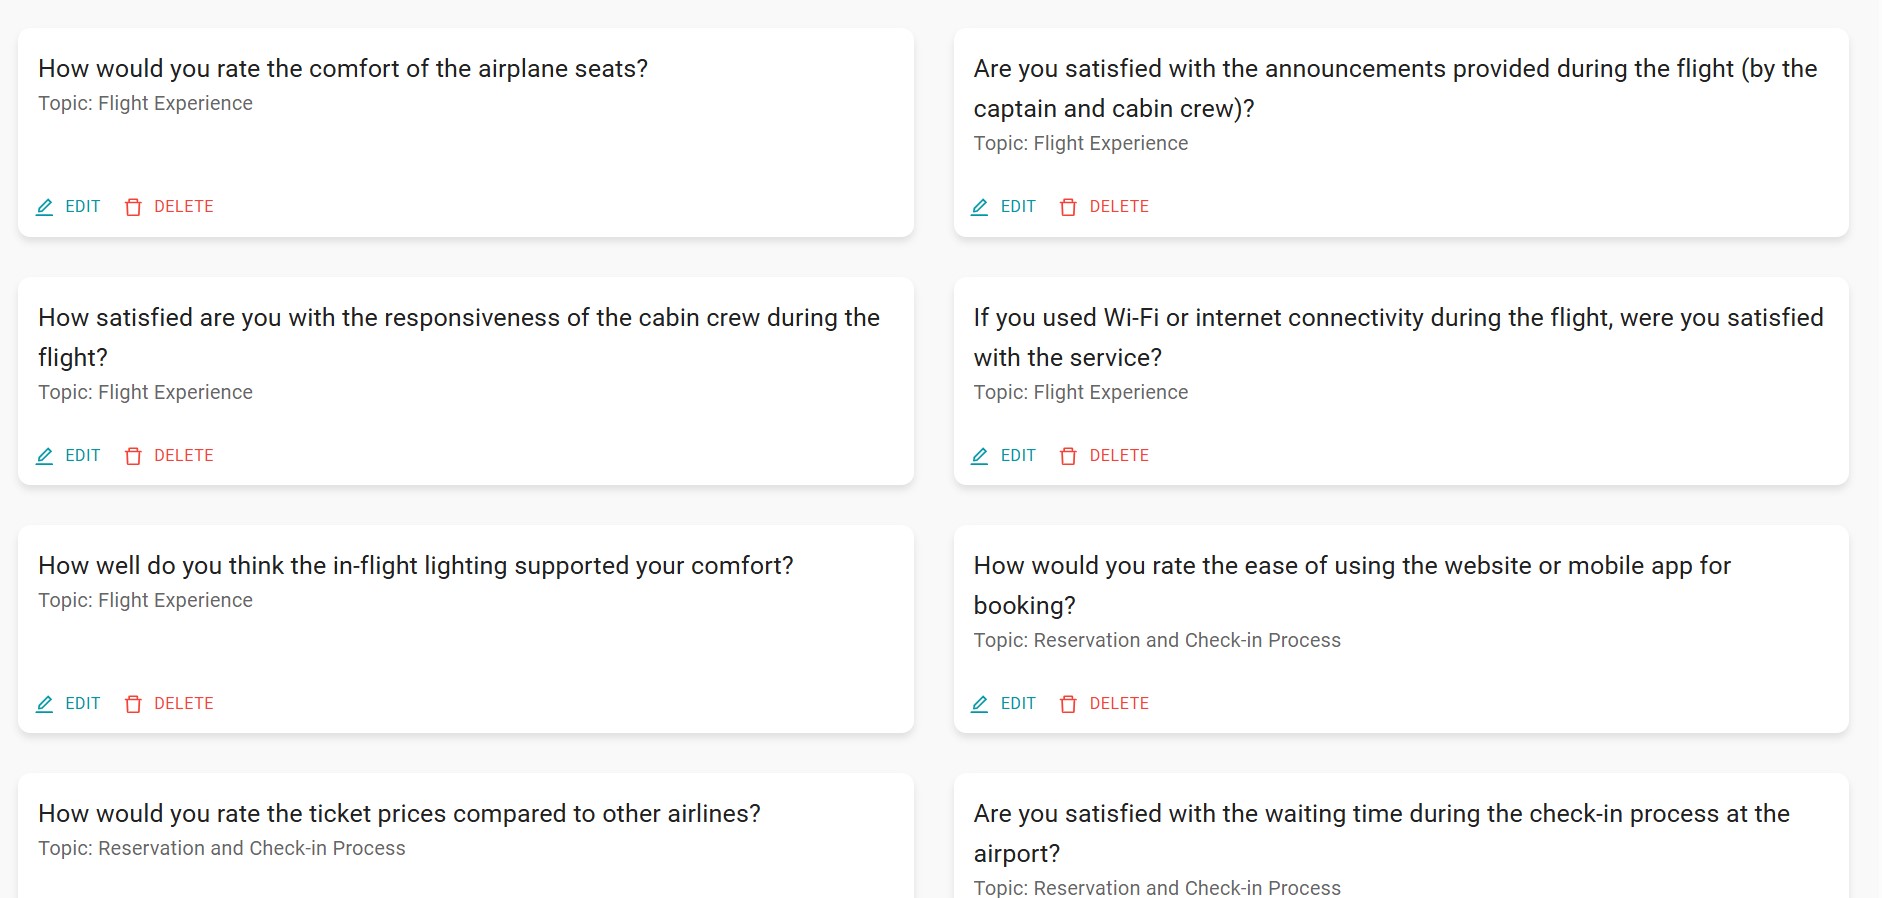 How would you rate the comfort of the airplane seats?
Topic: Flight Experience
EDIT DELETE
Are you satisfied with the announcements provided during the flight (by the
captain and cabin crew)?
Topic: Flight Experience
EDIT DELETE
How satisfied are you with the responsiveness of the cabin crew during the
flight?
Topic: Flight Experience
EDIT DELETE
If you used Wi-Fi or internet connectivity during the flight, were you satisfied
with the service?
Topic: Flight Experience
EDIT DELETE
How well do you think the in-flight lighting supported your comfort?
Topic: Flight Experience
EDIT DELETE
How would you rate the ease of using the website or mobile app for
booking?
Topic: Reservation and Check-in Process
EDIT DELETE
How would you rate the ticket prices compared to other airlines?
Topic: Reservation and Check-in Process
Are you satisfied with the waiting time during the check-in process at the
airport?
Topic: Reservation and Check-in Process